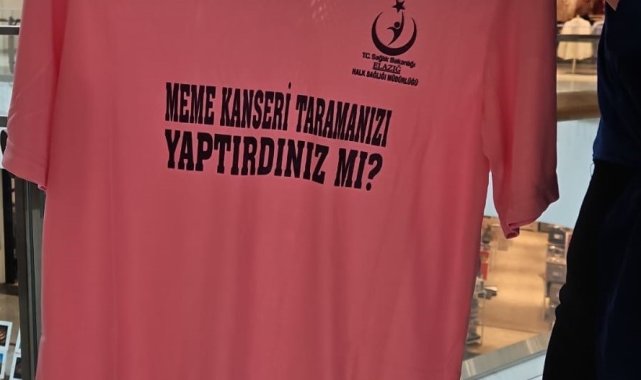 T.C. Sağlık Bakanlığı
ELAZIĞ
HALK SAĞLIĞI MÜDÜRLÜĞÜ
MEME KANSERİ TARAMANIZI
YAPTIRDINIZ MI?